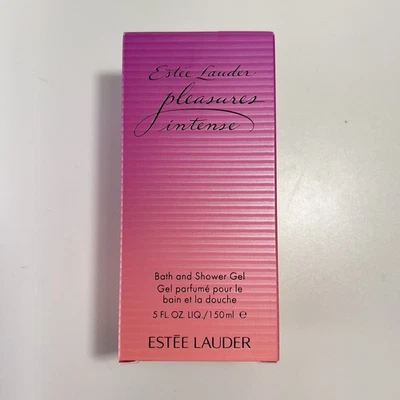 Estée Lauder
pleasures
intense
Bath and Shower Gel
Gel parfumé pour le
bain et la douche
5 FL. OZ. LIQ./150ml ℮
ESTĒE LAUDER